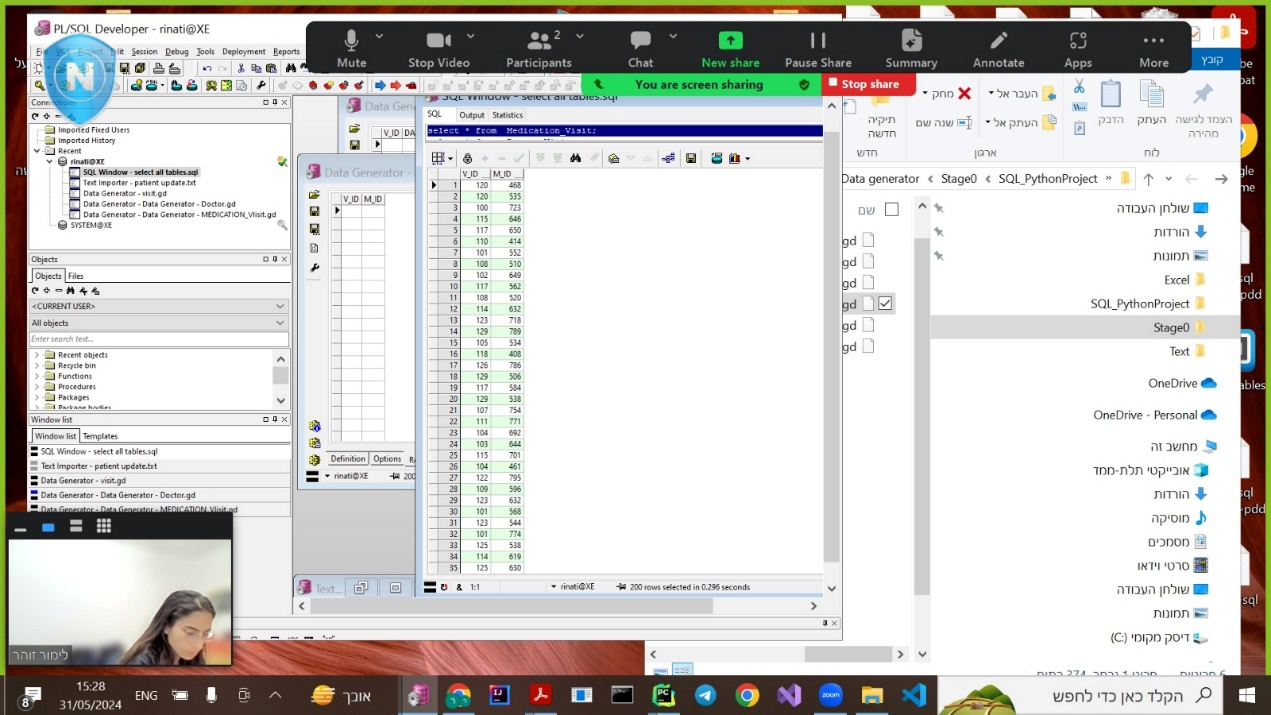 PL/SQL Developer - rinati@XE
Edit Session Debug Tools Deployment Reports
Mute
Stop Video
2
Participants
Chat
New share
Pause Share
Summary
Annotate
Apps
More
קובץ
You are screen sharing
Stop share
מחק
העבר אל
שנה שם
העתק אל
תיקיה חדשה
הדבק
העתק
הצמד לגישה מהירה
חדש
ארגון
לוח
Imported Fixed Users
Imported History
Recent
rinati@XE
SQL Window - select all tables.sql
Text Importer - patient update.txt
Data Generator - visit.gd
Data Generator - Data Generator - Doctor.gd
Data Generator - Data Generator - MEDICATION_VIisit.gd
SYSTEM@XE
Objects
Objects Files
<CURRENT USER>
All objects
Enter search text...
Recent objects
Recycle bin
Functions
Procedures
Packages
Package bodies
Window list
Window list Templates
SQL Window - select all tables.sql
Text Importer - patient update.txt
Data Generator - visit.gd
Data Generator - Data Generator - Doctor.gd
Data Generator - Data Generator - MEDICATION_VIisit.gd
Data Generator -
V_ID M_ID
Definition Options
rinati@XE
SQL Window - select all tables.sql
SQL Output Statistics
select * from Medication_Visit;
V_ID M_ID
1 120 468
2 120 535
3 100 723
4 115 646
5 117 650
6 110 414
7 101 552
8 108 510
9 102 649
10 117 562
11 108 520
12 114 632
13 123 718
14 129 789
15 105 534
16 118 408
17 126 786
18 129 506
19 117 584
20 129 538
21 107 754
22 111 771
23 104 692
24 103 644
25 115 701
26 104 461
27 122 795
28 109 596
29 123 632
30 101 568
31 123 544
32 101 774
33 125 538
34 114 619
35 125 630
1:1 rinati@XE 200 rows selected in 0.296 seconds
Data generator Stage0 SQL_PythonProject
שם
gd
gd
gd
gd
gd
gd
שולחן העבודה
הורדות
תמונות
Excel
SQL_PythonProject
Stage0
Text
OneDrive
OneDrive - Personal
מחשב זה
אובייקטי תלת-ממד
הורדות
מוסיקה
מסמכים
סרטי וידאו
שולחן העבודה
תמונות
דיסק מקומי (C:)
לימור זוהר
15:28
31/05/2024
8
ENG
אונך
zoom
הקלד כאן כדי לחפש